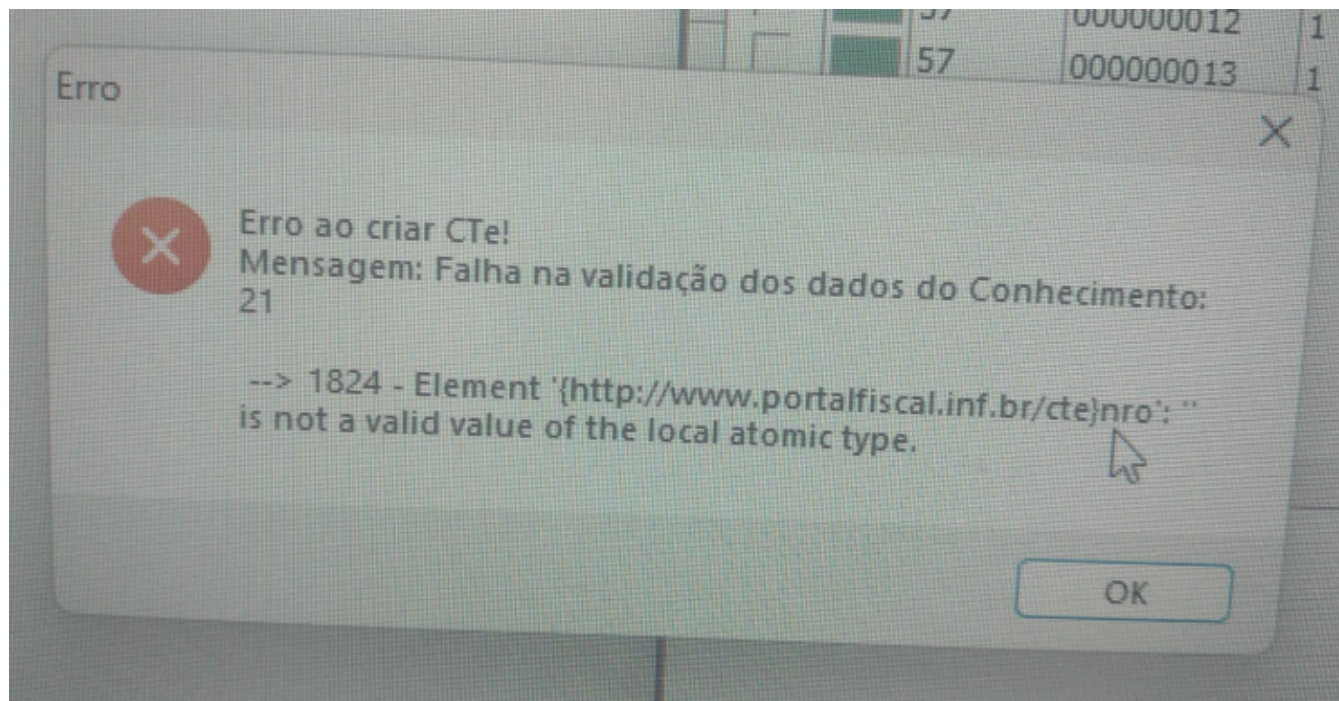 57 000000012 1
57 000000013 1
Erro
Erro ao criar CTe!
Mensagem: Falha na validação dos dados do Conhecimento:
21
--> 1824 - Element '{http://www.portalfiscal.inf.br/cte}nro': ''
is not a valid value of the local atomic type.
OK